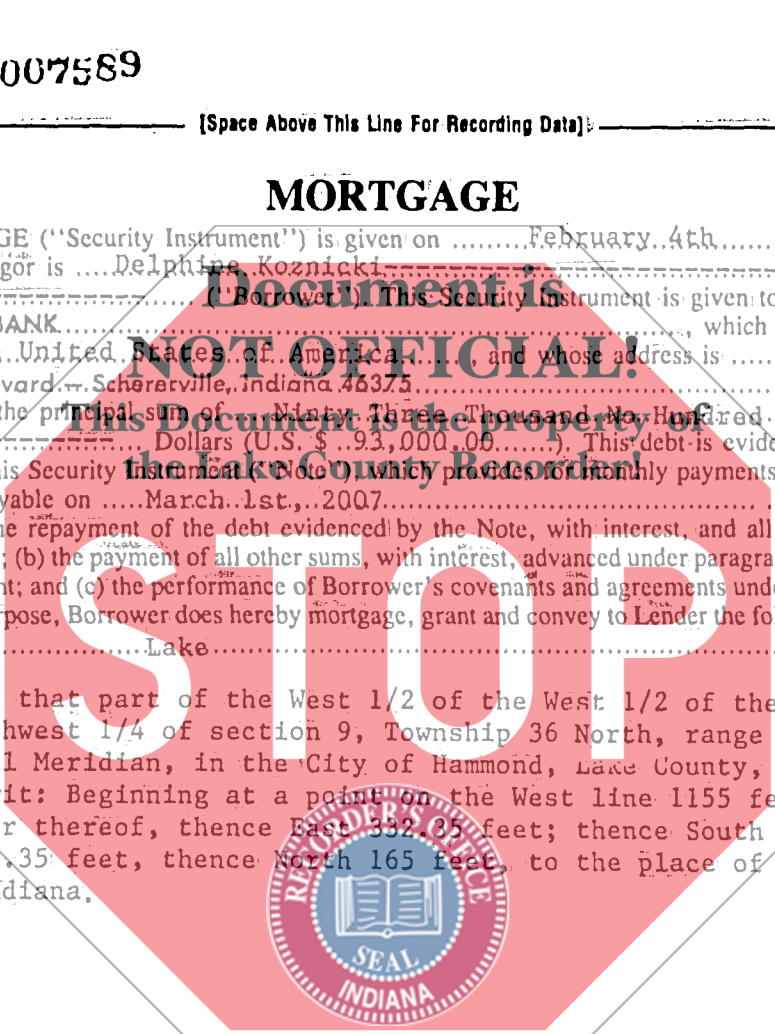 007589
[Space Above This Line For Recording Data]
MORTGAGE
GE ("Security Instrument") is given on ........February..4th.......
gor is ....Delphine Koznicki
Document is
..... ("Borrower"). This Security Instrument is given to
BANK......................................................................., which
..United States of America......., and whose address is .....
NOT OFFICIAL!
vard.—.Schererville, Indiana 46375
the principal sum of ....Ninety Three Thousand No Hundred.
This Document is the property of
Dollars (U.S. $ ..93,000.00......). This debt is evide
the Lake County Recorder!
is Security Instrument ("Note"), which provides for monthly payments
yable on .....March 1st,..2007
he repayment of the debt evidenced by the Note, with interest, and all
; (b) the payment of all other sums, with interest, advanced under paragra
nt; and (c) the performance of Borrower's covenants and agreements und
rpose, Borrower does hereby mortgage, grant and convey to Lender the fo
Lake
STOP
that part of the West 1/2 of the West 1/2 of the
hwest 1/4 of section 9, Township 36 North, range
l Meridian, in the City of Hammond, Lake County,
it: Beginning at a point on the West line 1155 fe
r thereof, thence East 332.35 feet; thence South
.35 feet, thence North 165 feet, to the place of
diana.
RECORDER'S OFFICE
SEAL
INDIANA